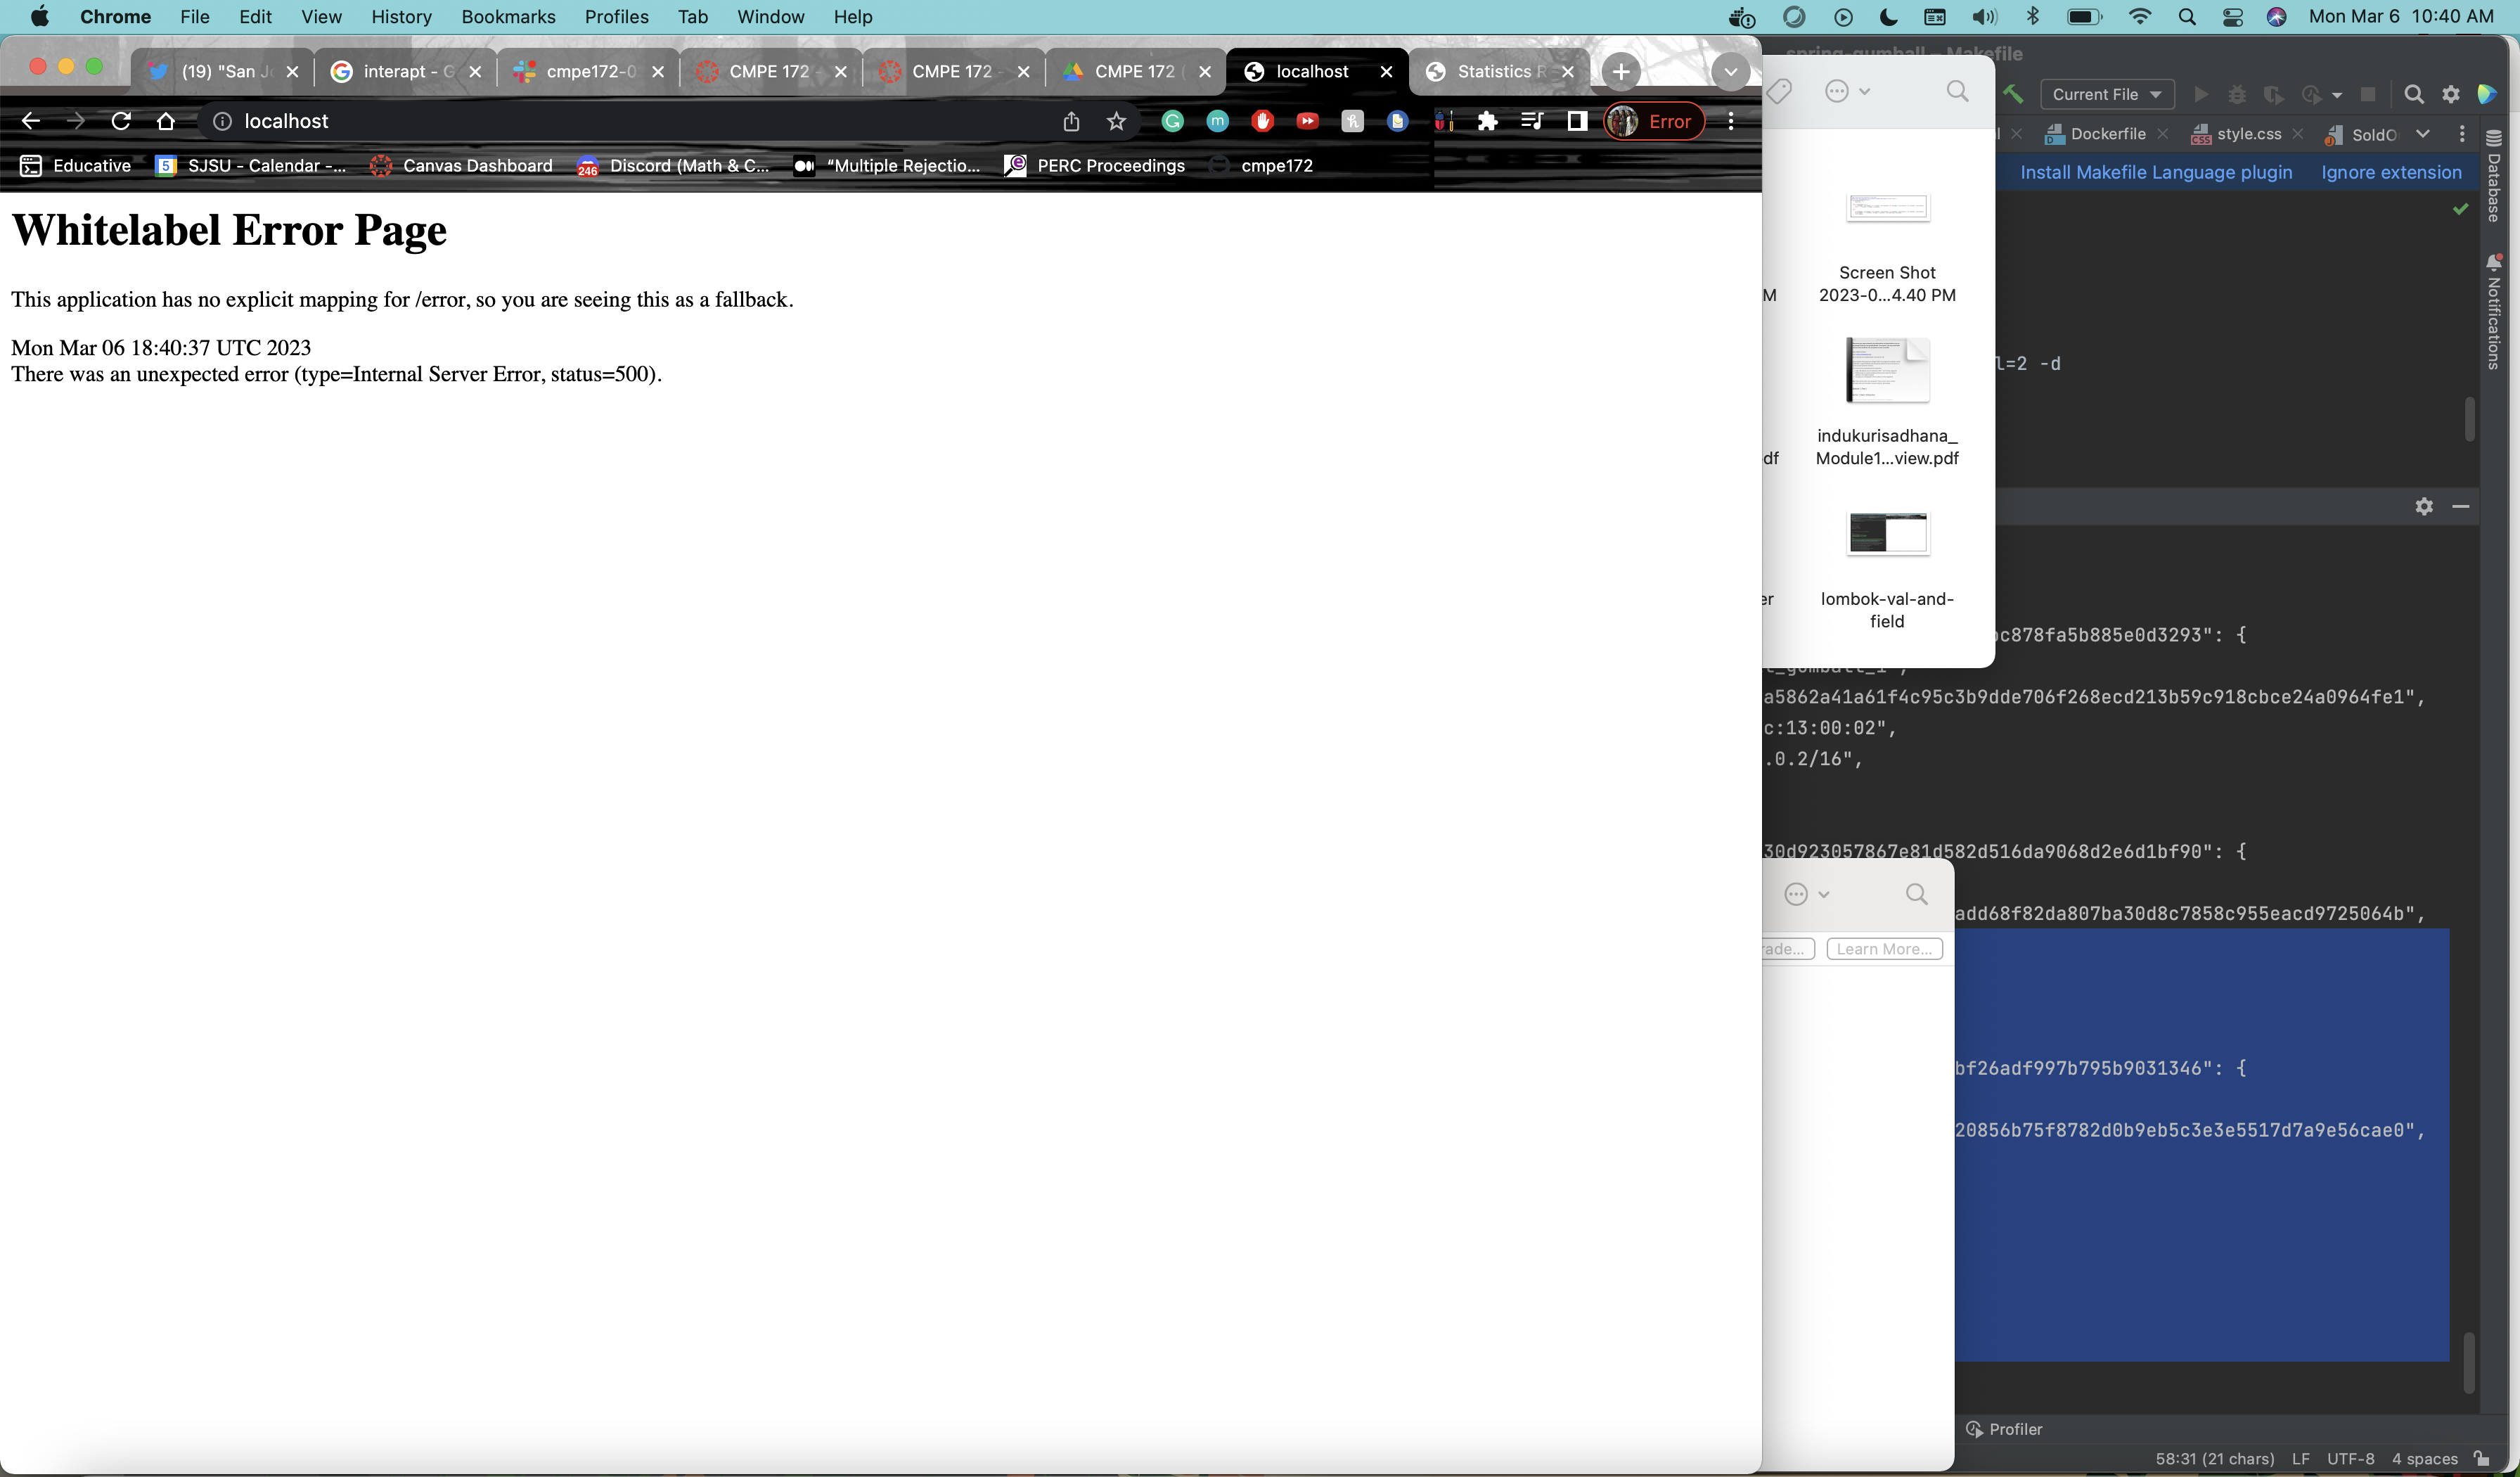 Chrome File Edit View History Bookmarks Profiles Tab Window Help Mon Mar 6 10:40 AM
(19) "San Jo interapt - G cmpe172-0 CMPE 172 - CMPE 172 - CMPE 172 ( localhost Statistics R
localhost Error
Educative 5 SJSU - Calendar -... Canvas Dashboard 246 Discord (Math & C... “Multiple Rejectio... PERC Proceedings cmpe172
Whitelabel Error Page
This application has no explicit mapping for /error, so you are seeing this as a fallback.
Mon Mar 06 18:40:37 UTC 2023
There was an unexpected error (type=Internal Server Error, status=500).
M
Screen Shot
2023-0...4.40 PM
df
indukurisadhana_
Module1...view.pdf
er
lombok-val-and-
field
rade... Learn More...
spring-gumball – Makefile
Current File
l Dockerfile style.css SoldO
Install Makefile Language plugin Ignore extension
Database
Notifications
l=2 -d
bc878fa5b885e0d3293": {
a5862a41a61f4c95c3b9dde706f268ecd213b59c918cbce24a0964fe1",
c:13:00:02",
.0.2/16",
30d923057867e81d582d516da9068d2e6d1bf90": {
add68f82da807ba30d8c7858c955eacd9725064b",
bf26adf997b795b9031346": {
20856b75f8782d0b9eb5c3e3e5517d7a9e56cae0",
Profiler
58:31 (21 chars) LF UTF-8 4 spaces